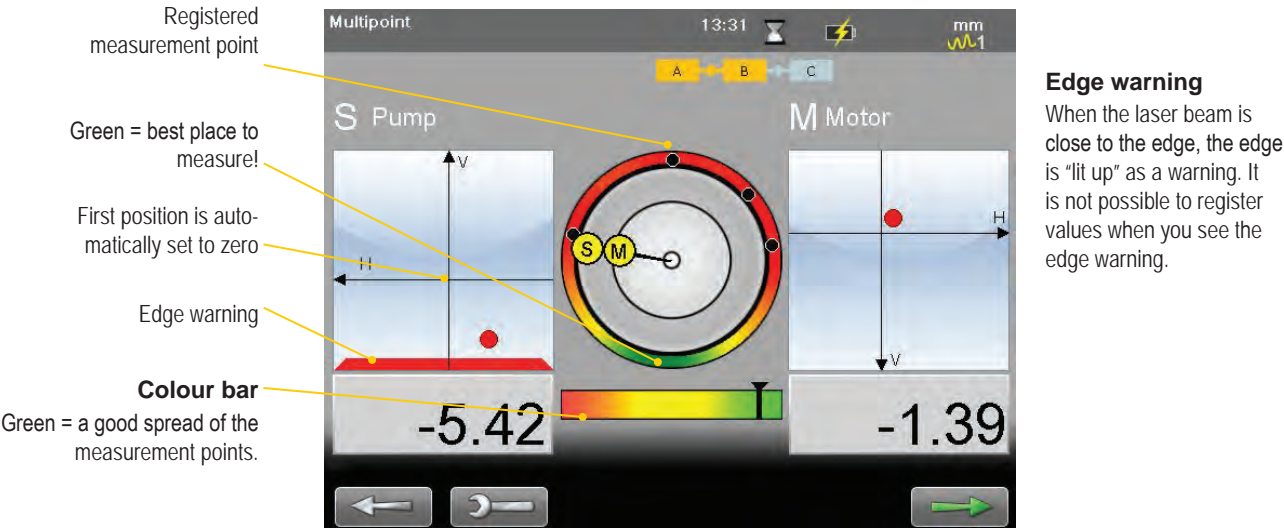 Registered
measurement point
Green = best place to
measure!
First position is auto-
matically set to zero
Edge warning
Colour bar
Green = a good spread of the
measurement points.
Multipoint
13:31
mm
1
A
B
C
S Pump
V
H
-5.42
S
M
M Motor
H
V
-1.39
Edge warning
When the laser beam is
close to the edge, the edge
is “lit up” as a warning. It
is not possible to register
values when you see the
edge warning.